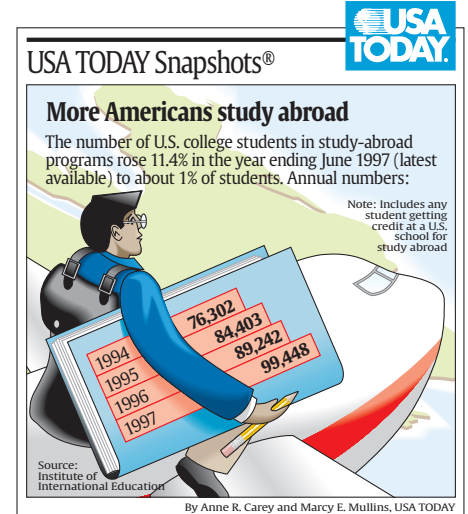 USA
TODAY.
USA TODAY Snapshots®
More Americans study abroad
The number of U.S. college students in study-abroad
programs rose 11.4% in the year ending June 1997 (latest
available) to about 1% of students. Annual numbers:
Note: Includes any
student getting
credit at a U.S.
school for
study abroad
1994 76,302
1995 84,403
1996 89,242
1997 99,448
Source:
Institute of
International Education
By Anne R. Carey and Marcy E. Mullins, USA TODAY